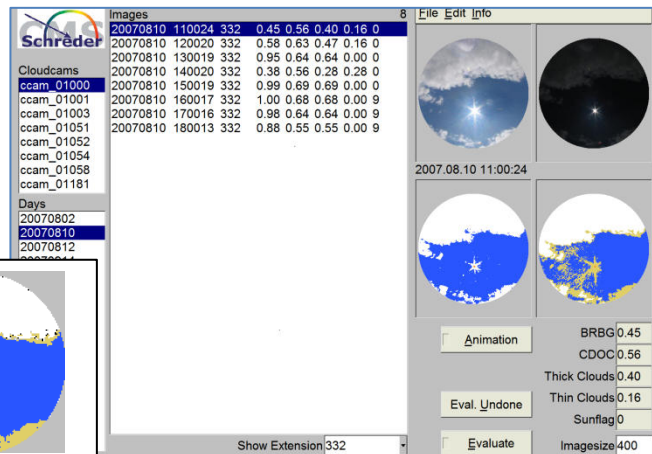 CMS
Schreder
Cloudcams
ccam_01000
ccam_01001
ccam_01003
ccam_01051
ccam_01052
ccam_01054
ccam_01058
ccam_01181
Days
20070802
20070810
20070812
Images 8
20070810 110024 332 0.45 0.56 0.40 0.16 0
20070810 120020 332 0.58 0.63 0.47 0.16 0
20070810 130019 332 0.95 0.64 0.64 0.00 0
20070810 140020 332 0.38 0.56 0.28 0.28 0
20070810 150019 332 0.99 0.69 0.69 0.00 0
20070810 160017 332 1.00 0.68 0.68 0.00 9
20070810 170016 332 0.98 0.64 0.64 0.00 9
20070810 180013 332 0.88 0.55 0.55 0.00 9
Show Extension 332
File Edit Info
2007.08.10 11:00:24
Animation
Eval. Undone
Evaluate
BRBG 0.45
CDOC 0.56
Thick Clouds 0.40
Thin Clouds 0.16
Sunflag 0
Imagesize 400